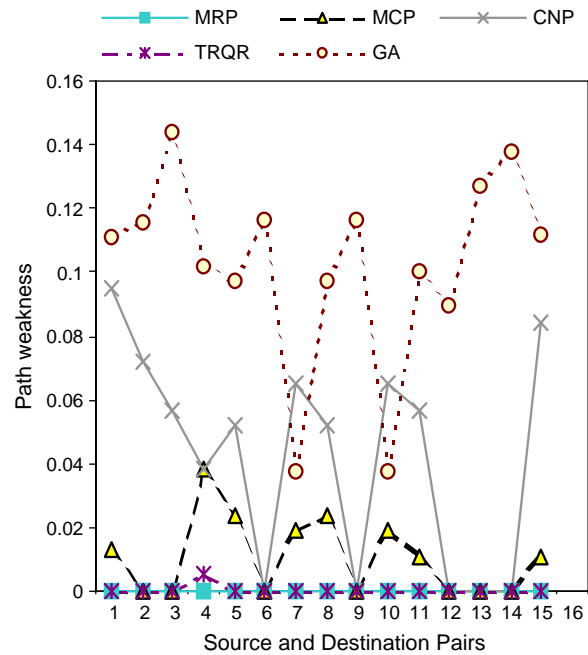 MRP MCP CNP
TRQR GA
0.16
0.14
0.12
0.1
0.08
0.06
0.04
0.02
0
1 2 3 4 5 6 7 8 9 10 11 12 13 14 15 16
Path weakness
Source and Destination Pairs